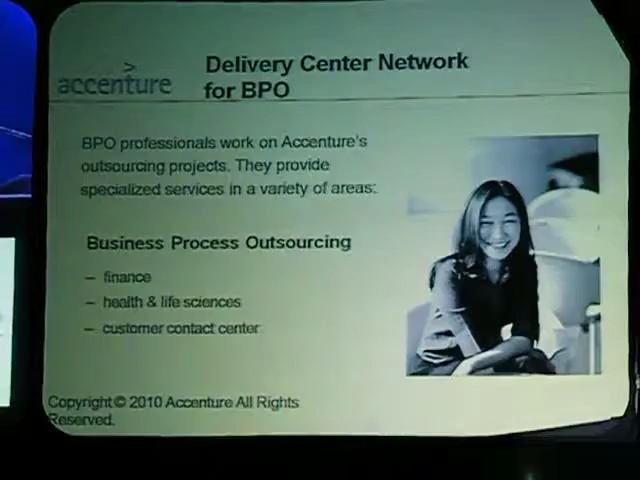 accenture
Delivery Center Network
for BPO
BPO professionals work on Accenture's
outsourcing projects. They provide
specialized services in a variety of areas:
Business Process Outsourcing
– finance
– health & life sciences
– customer contact center
Copyright © 2010 Accenture All Rights
Reserved.